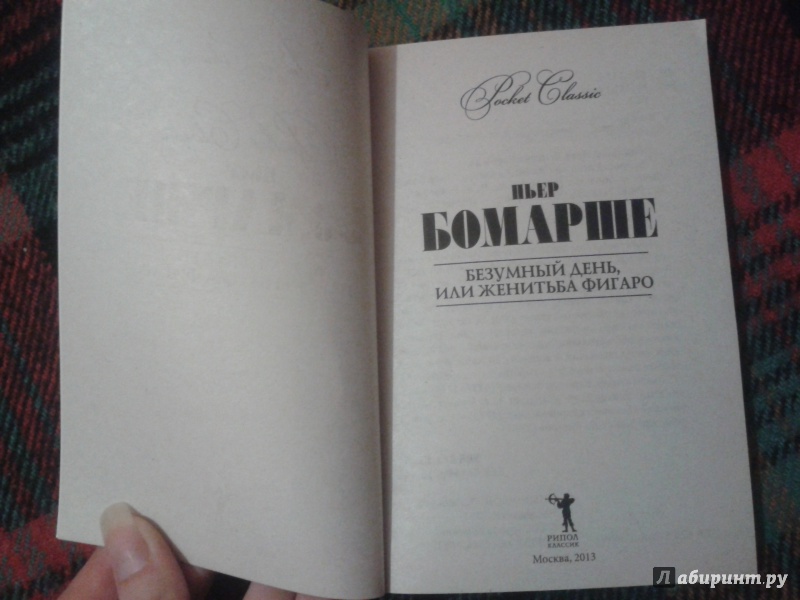 Pocket Classic
ПЬЕР
БОМАРШЕ
БЕЗУМНЫЙ ДЕНЬ,
ИЛИ ЖЕНИТЬБА ФИГАРО
РИПОЛ
КЛАССИК
Москва, 2013
Лабиринт.ру